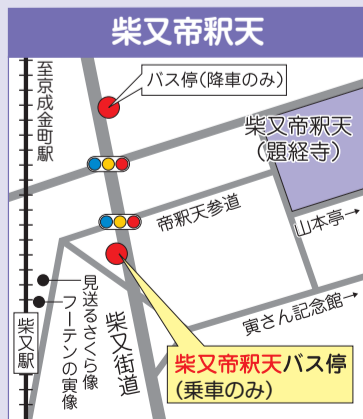 柴又帝釈天
至京成金町駅
バス停(降車のみ)
柴又帝釈天
(題経寺)
帝釈天参道
山本亭→
寅さん記念館→
見送るさくら像
フーテンの寅像
柴又駅
柴又街道
柴又帝釈天バス停
(乗車のみ)